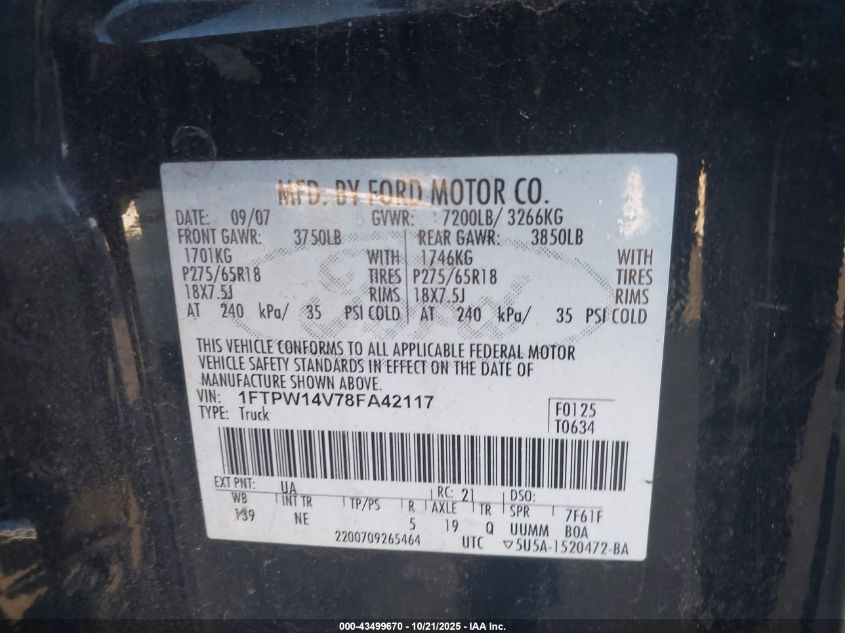 MFD. BY FORD MOTOR CO.
DATE: 09/07 GVWR: 7200LB/ 3266KG
FRONT GAWR: 3750LB REAR GAWR: 3850LB
1701KG WITH 1746KG WITH
P275/65R18 TIRES P275/65R18 TIRES
18X7.5J RIMS 18X7.5J RIMS
AT 240 kPa/ 35 PSI COLD AT 240 kPa/ 35 PSI COLD
THIS VEHICLE CONFORMS TO ALL APPLICABLE FEDERAL MOTOR
VEHICLE SAFETY STANDARDS IN EFFECT ON THE DATE OF
MANUFACTURE SHOWN ABOVE.
VIN: 1FTPW14V78FA42117
TYPE: Truck
F0125
T0634
EXT PNT: UA RC: 21 DSO:
WB INT TR TP/PS R AXLE TR SPR 7F61F
139 NE 5 19 Q UUMM BOA
2200709265464 UTC ▽5U5A-1520472-BA
000-43499670 - 10/21/2025 - IAA Inc.